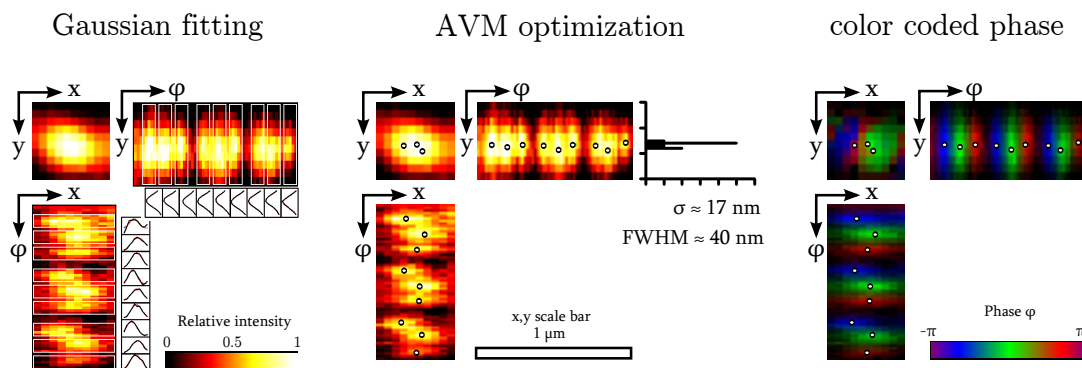 Gaussian fitting
AVM optimization
color coded phase
x
φ
y
y
x
φ
Relative intensity
0
0.5
1
x
φ
y
y
x
φ
σ ≈ 17 nm
FWHM ≈ 40 nm
x,y scale bar
1 μm
x
φ
y
y
x
φ
Phase φ
-π
π